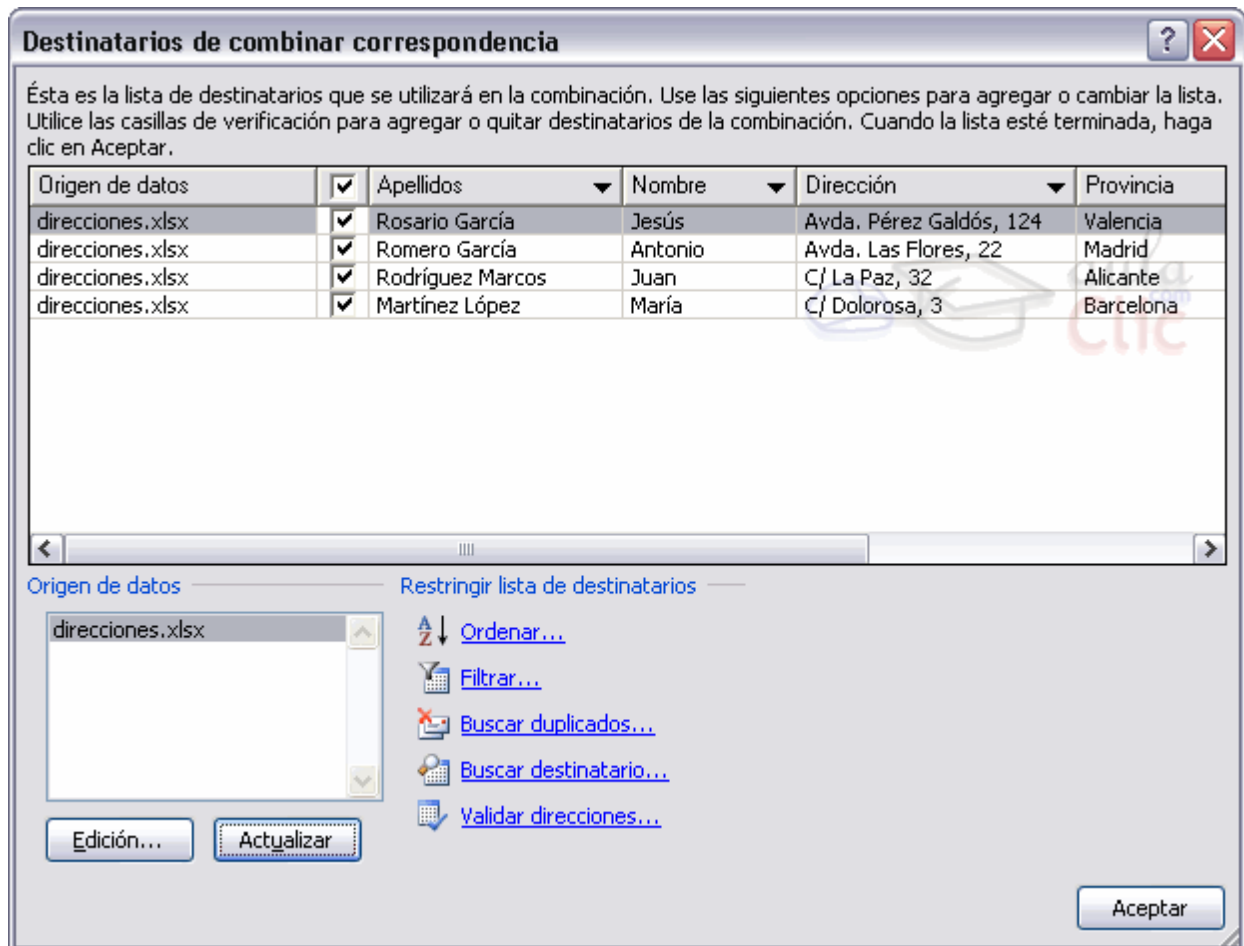 Destinatarios de combinar correspondencia
Ésta es la lista de destinatarios que se utilizará en la combinación. Use las siguientes opciones para agregar o cambiar la lista.
Utilice las casillas de verificación para agregar o quitar destinatarios de la combinación. Cuando la lista esté terminada, haga
clic en Aceptar.
Origen de datos Apellidos Nombre Dirección Provincia
direcciones.xlsx Rosario García Jesús Avda. Pérez Galdós, 124 Valencia
direcciones.xlsx Romero García Antonio Avda. Las Flores, 22 Madrid
direcciones.xlsx Rodríguez Marcos Juan C/ La Paz, 32 Alicante
direcciones.xlsx Martínez López María C/ Dolorosa, 3 Barcelona
aula
.com
Clic
Origen de datos Restringir lista de destinatarios
direcciones.xlsx
Ordenar...
Filtrar...
Buscar duplicados...
Buscar destinatario...
Validar direcciones...
Edición... Actualizar
Aceptar